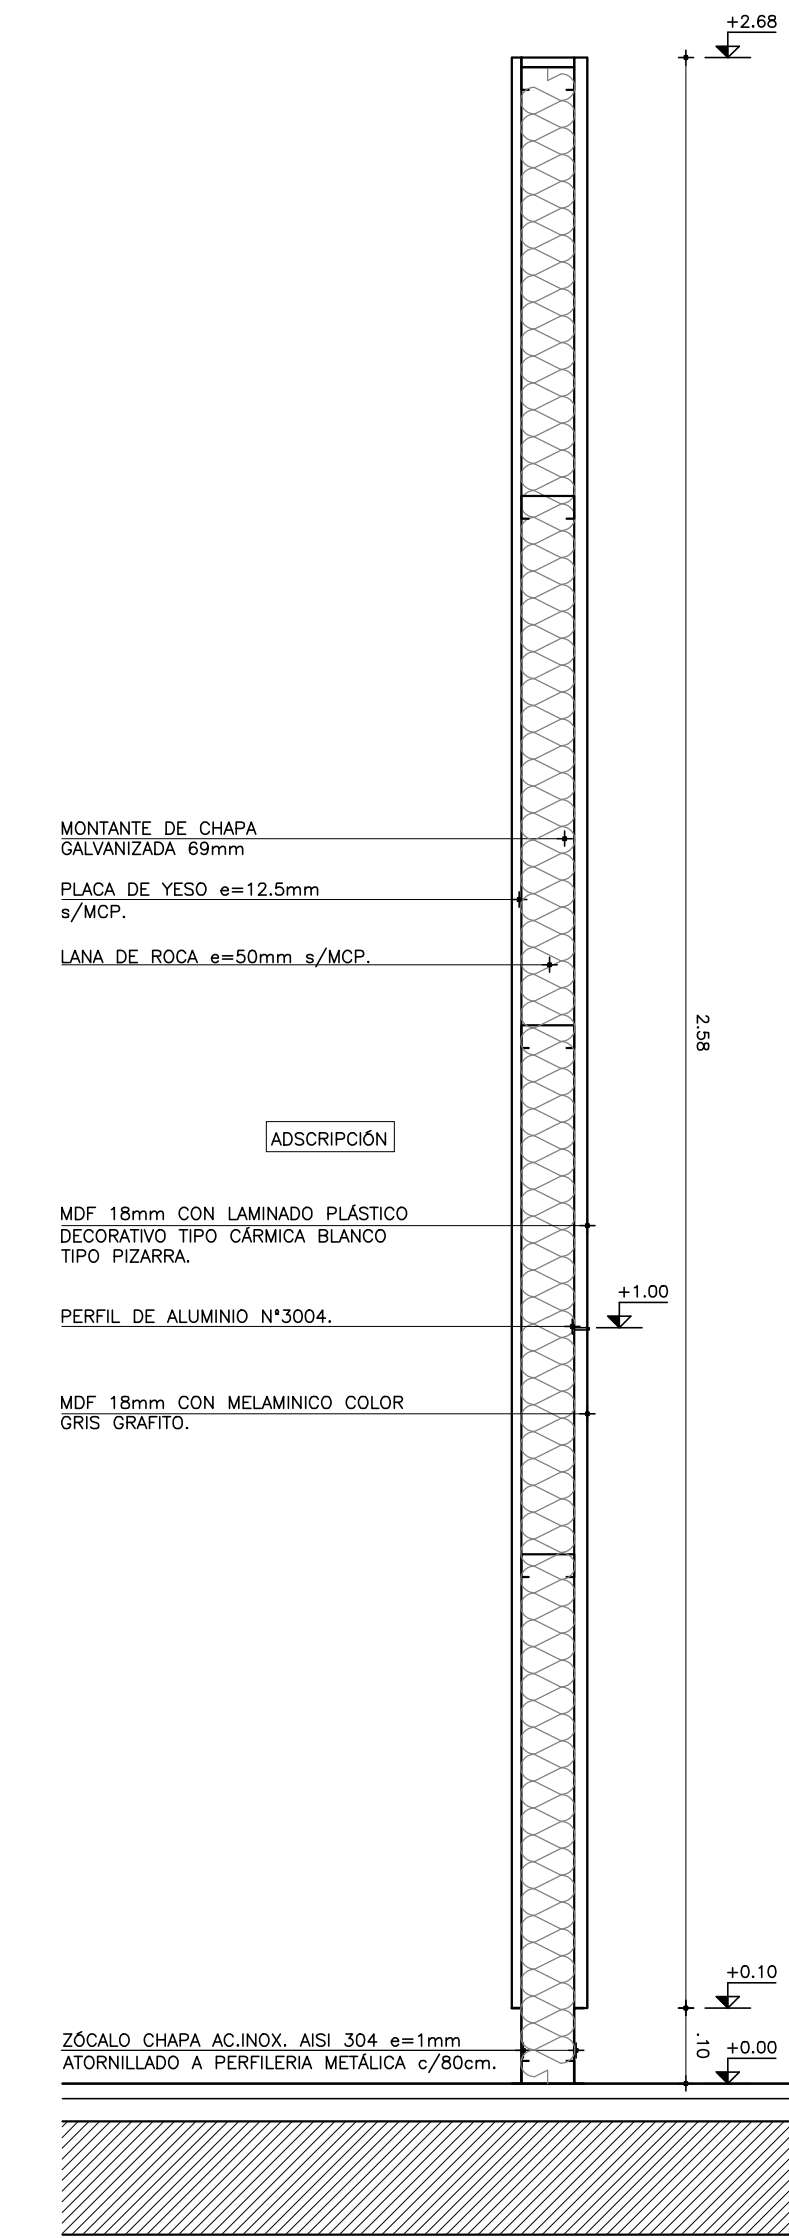 +2.68
MONTANTE DE CHAPA
GALVANIZADA 69mm
PLACA DE YESO e=12.5mm
s/MCP.
LANA DE ROCA e=50mm s/MCP.
2.58
ADSCRIPCIÓN
MDF 18mm CON LAMINADO PLÁSTICO
DECORATIVO TIPO CÁRMICA BLANCO
TIPO PIZARRA.
+1.00
PERFIL DE ALUMINIO Nº3004.
MDF 18mm CON MELAMINICO COLOR
GRIS GRAFITO.
+0.10
ZÓCALO CHAPA AC.INOX. AISI 304 e=1mm
ATORNILLADO A PERFILERIA METÁLICA c/80cm.
.10
+0.00